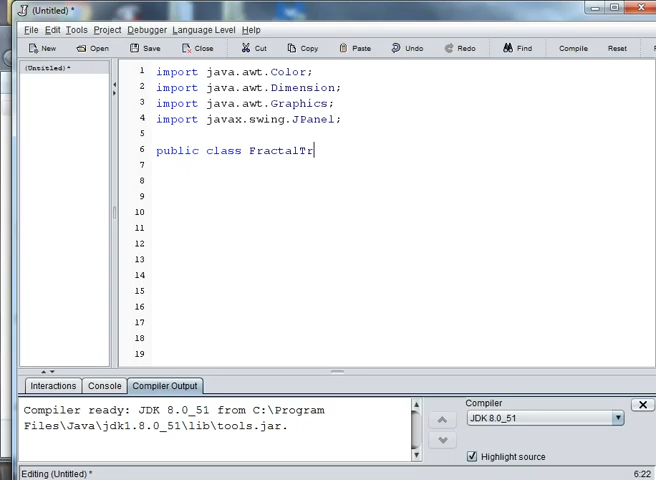 (Untitled) *
File Edit Tools Project Debugger Language Level Help
New Open Save Close Cut Copy Paste Undo Redo Find Compile Reset
(Untitled) *
1 import java.awt.Color;
2 import java.awt.Dimension;
3 import java.awt.Graphics;
4 import javax.swing.JPanel;
5
6 public class FractalTr
7
8
9
10
11
12
13
14
15
16
17
18
19
Interactions Console Compiler Output
Compiler ready: JDK 8.0_51 from C:\Program
Files\Java\jdk1.8.0_51\lib\tools.jar.
Compiler
JDK 8.0_51
Highlight source
Editing (Untitled) *
6:22